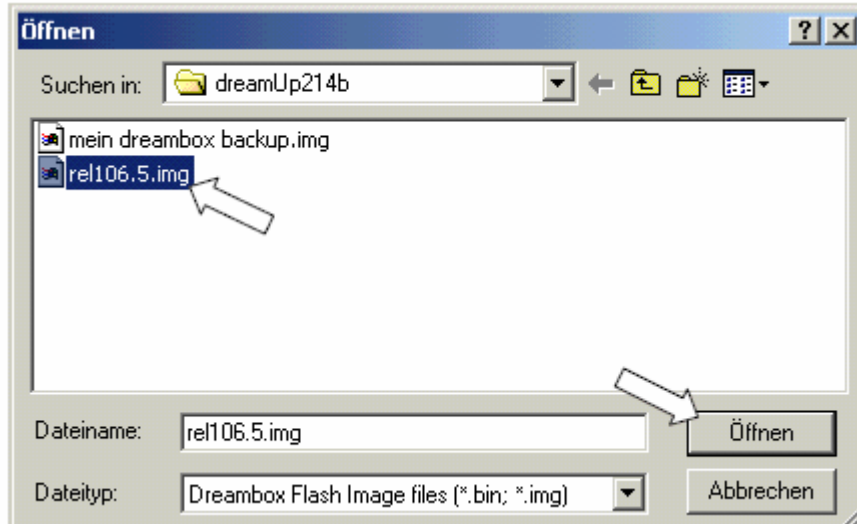 Öffnen
Suchen in: dreamUp214b
mein dreambox backup.img
rel106.5.img
Dateiname: rel106.5.img Öffnen
Dateityp: Dreambox Flash Image files (*.bin; *.img) Abbrechen